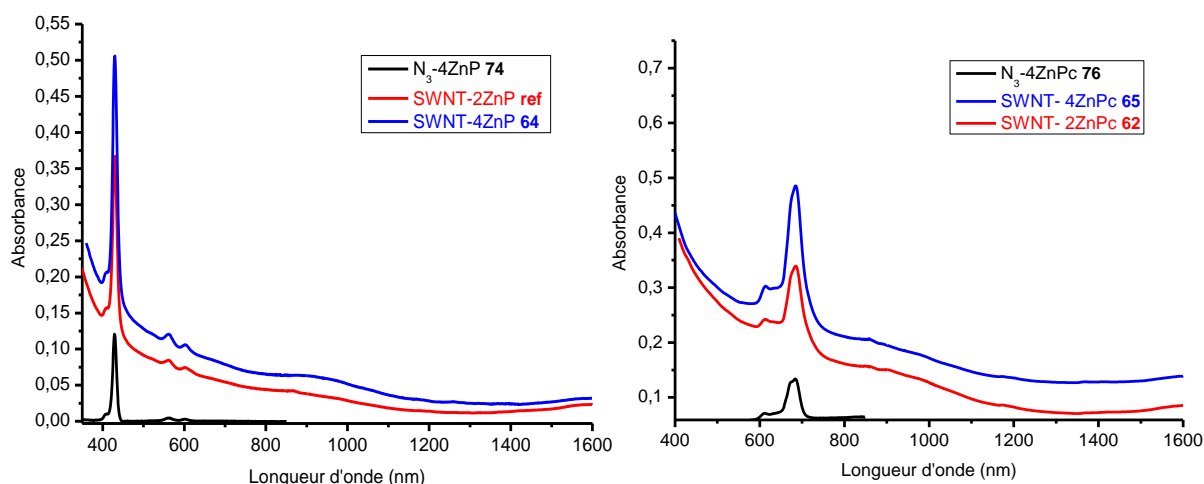 0,55
0,50
0,45
0,40
0,35
0,30
0,25
0,20
0,15
0,10
0,05
0,00
Absorbance
400 600 800 1000 1200 1400 1600
Longueur d'onde (nm)
N3-4ZnP 74
SWNT-2ZnP ref
SWNT-4ZnP 64
0,7
0,6
0,5
0,4
0,3
0,2
0,1
Absorbance
400 600 800 1000 1200 1400 1600
Longueur d'onde (nm)
N3-4ZnPc 76
SWNT- 4ZnPc 65
SWNT- 2ZnPc 62